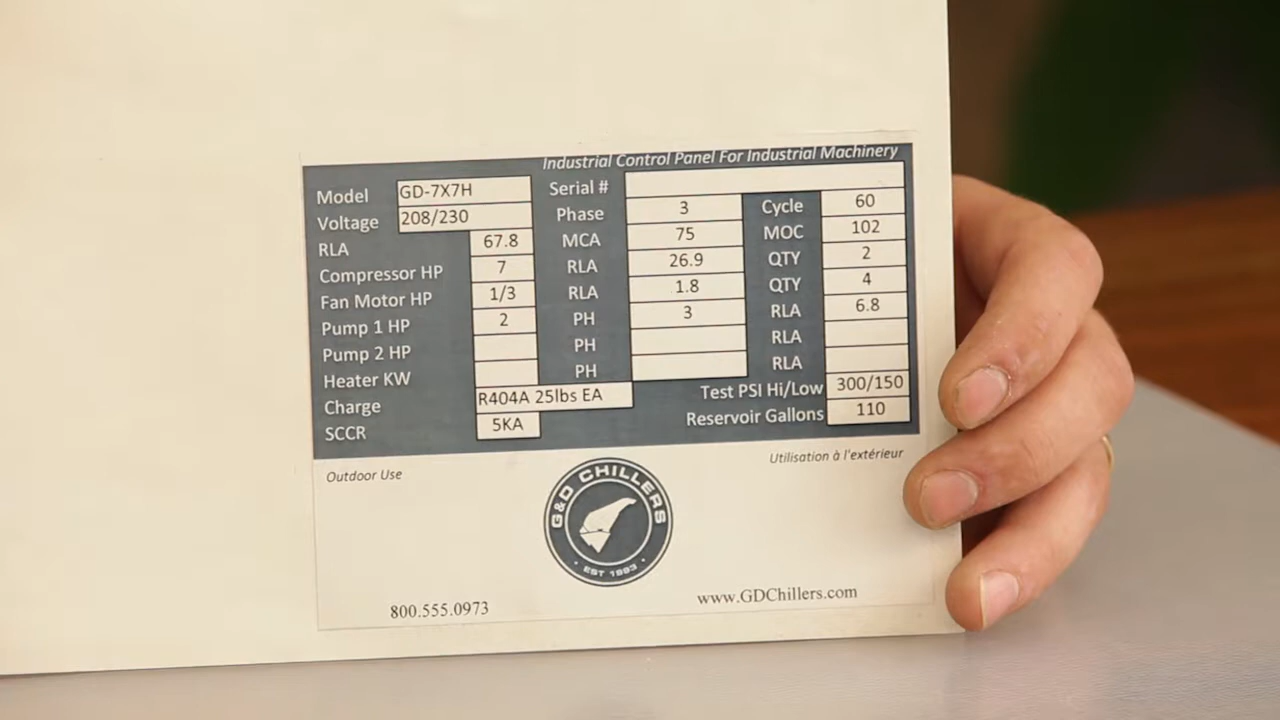 Industrial Control Panel For Industrial Machinery
Model GD-7X7H Serial #
Voltage 208/230 Phase 3 Cycle 60
RLA 67.8 MCA 75 MOC 102
Compressor HP 7 RLA 26.9 QTY 2
Fan Motor HP 1/3 RLA 1.8 QTY 4
Pump 1 HP 2 PH 3 RLA 6.8
Pump 2 HP PH RLA
Heater KW PH RLA
Charge R404A 25lbs EA Test PSI Hi/Low 300/150
SCCR 5KA Reservoir Gallons 110
Outdoor Use Utilisation à l'extérieur
G&D CHILLERS
· EST 1993 ·
800.555.0973 www.GDChillers.com